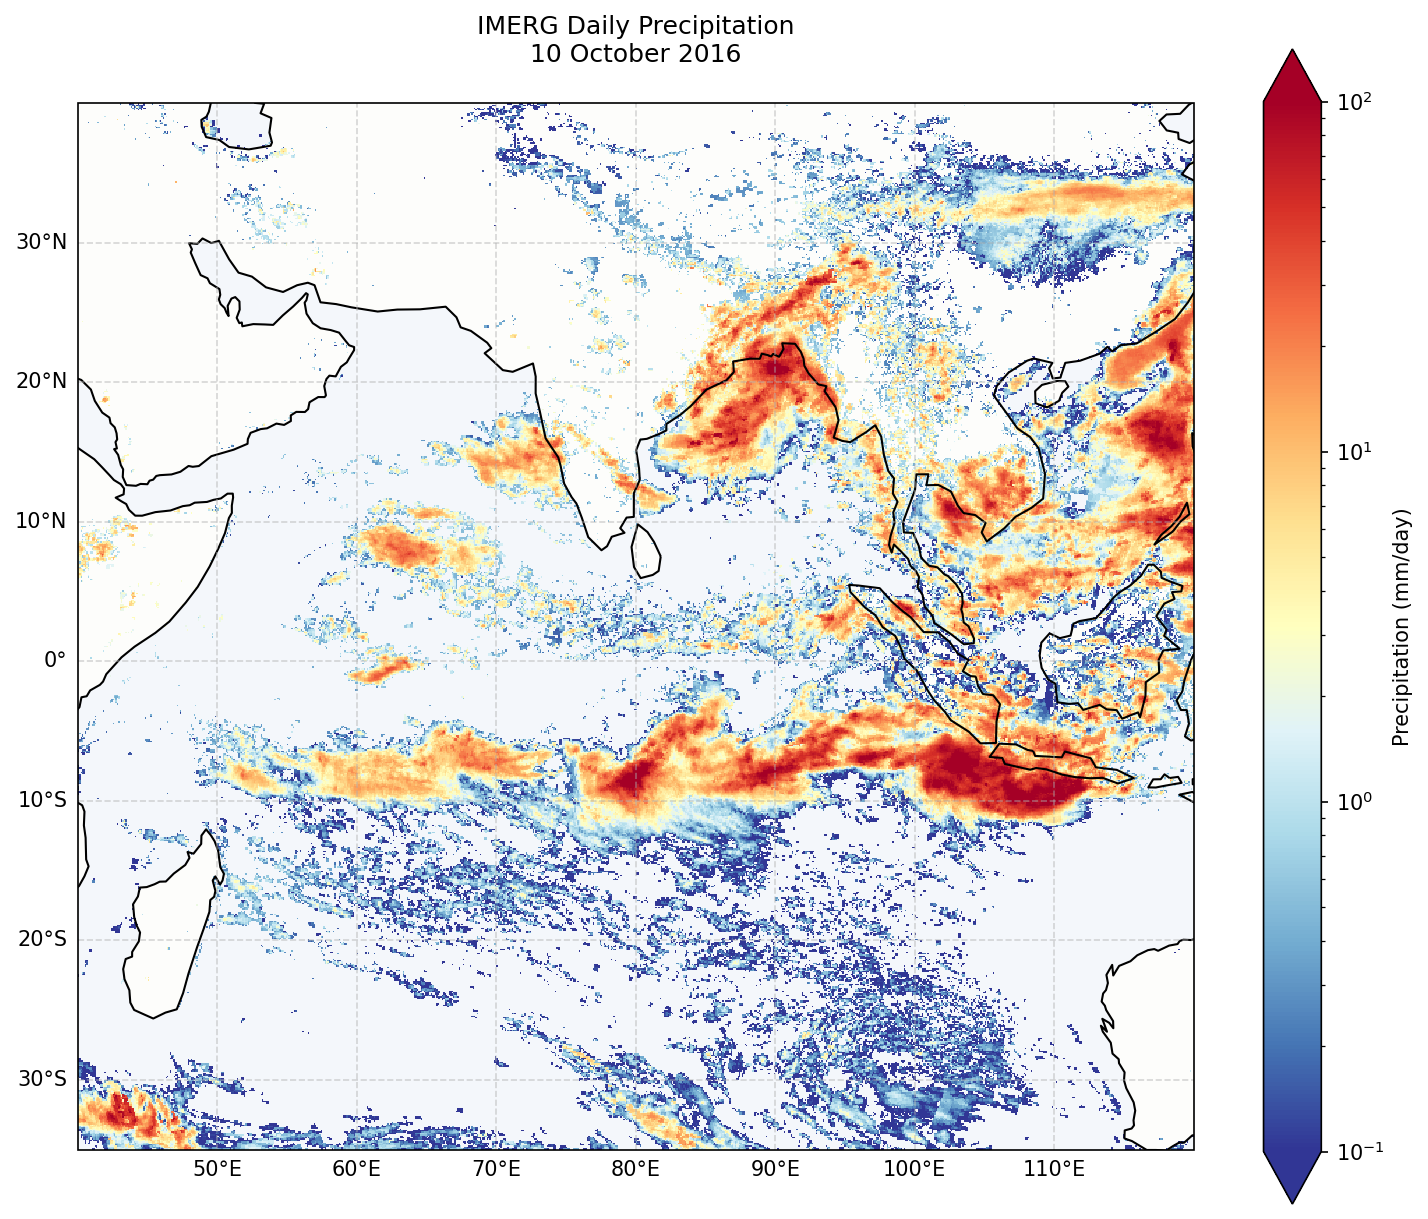 IMERG Daily Precipitation
10 October 2016
30°N
20°N
10°N
0°
10°S
20°S
30°S
50°E 60°E 70°E 80°E 90°E 100°E 110°E
10²
10¹
10⁰
10⁻¹
Precipitation (mm/day)